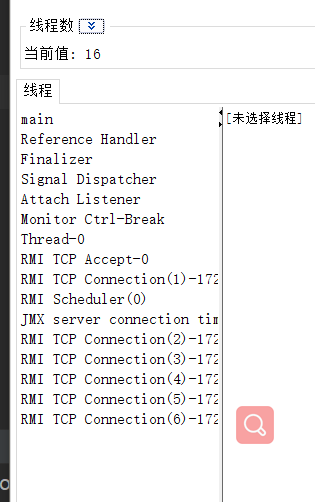 线程数
当前值: 16
线程
main
Reference Handler
Finalizer
Signal Dispatcher
Attach Listener
Monitor Ctrl-Break
Thread-0
RMI TCP Accept-0
RMI TCP Connection(1)-172
RMI Scheduler(0)
JMX server connection tim
RMI TCP Connection(2)-172
RMI TCP Connection(3)-172
RMI TCP Connection(4)-172
RMI TCP Connection(5)-172
RMI TCP Connection(6)-172
[未选择线程]